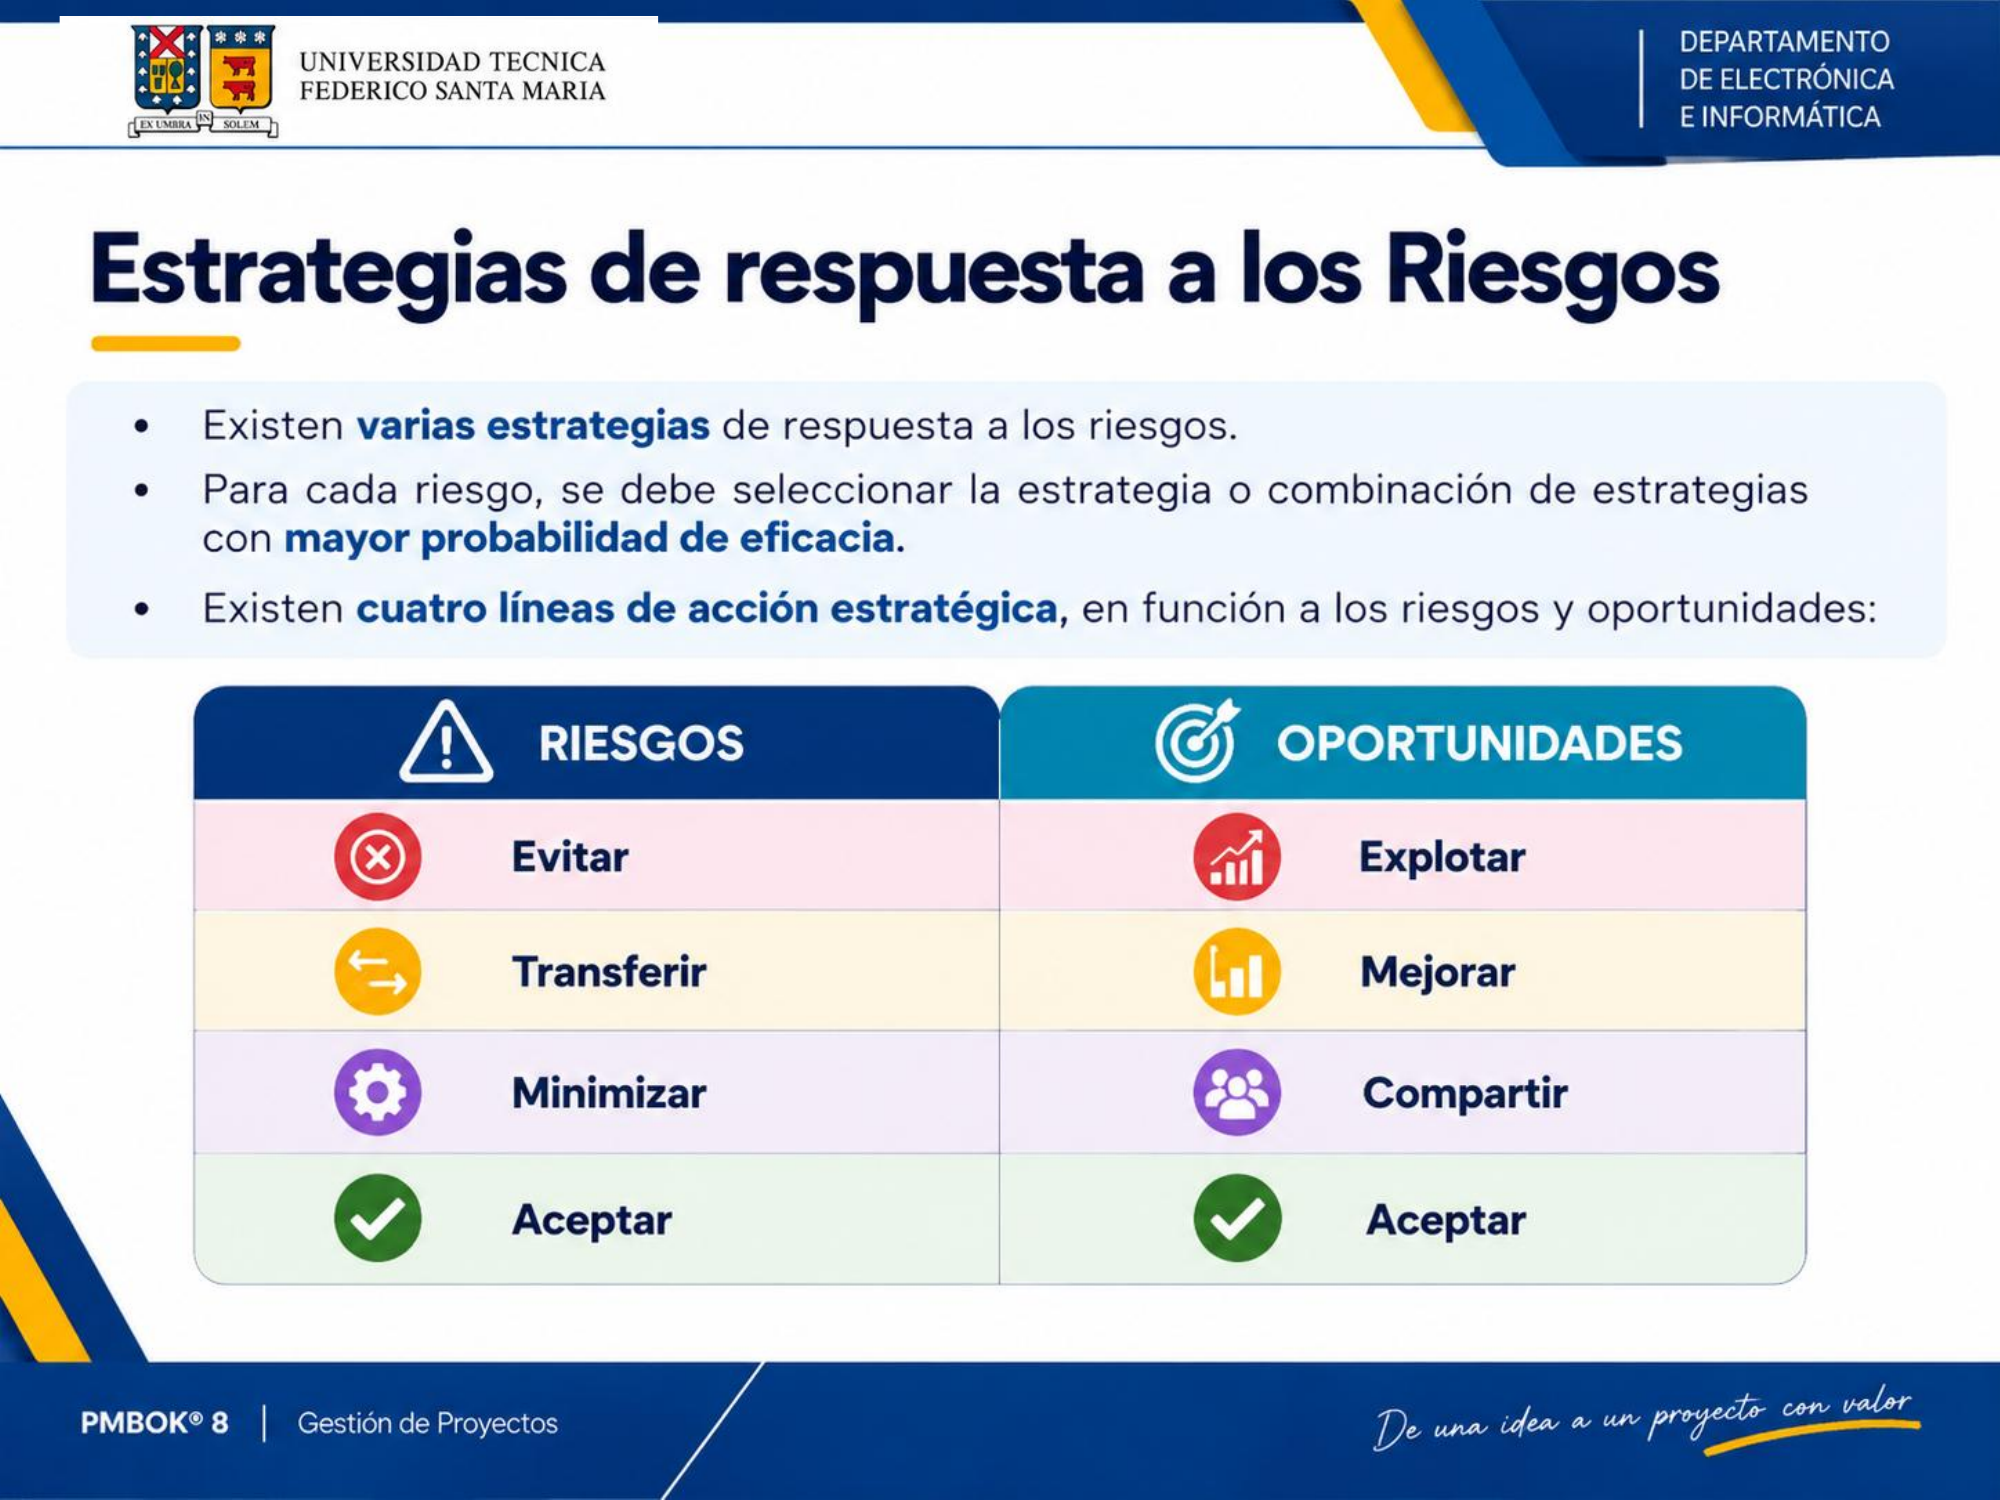 EX UMBRA IN SOLEM
UNIVERSIDAD TECNICA
FEDERICO SANTA MARIA
DEPARTAMENTO
DE ELECTRÓNICA
E INFORMÁTICA
Estrategias de respuesta a los Riesgos
• Existen varias estrategias de respuesta a los riesgos.
• Para cada riesgo, se debe seleccionar la estrategia o combinación de estrategias
con mayor probabilidad de eficacia.
• Existen cuatro líneas de acción estratégica, en función a los riesgos y oportunidades:
RIESGOS
OPORTUNIDADES
Evitar
Explotar
Transferir
Mejorar
Minimizar
Compartir
Aceptar
Aceptar
PMBOK® 8 | Gestión de Proyectos
De una idea a un proyecto con valor